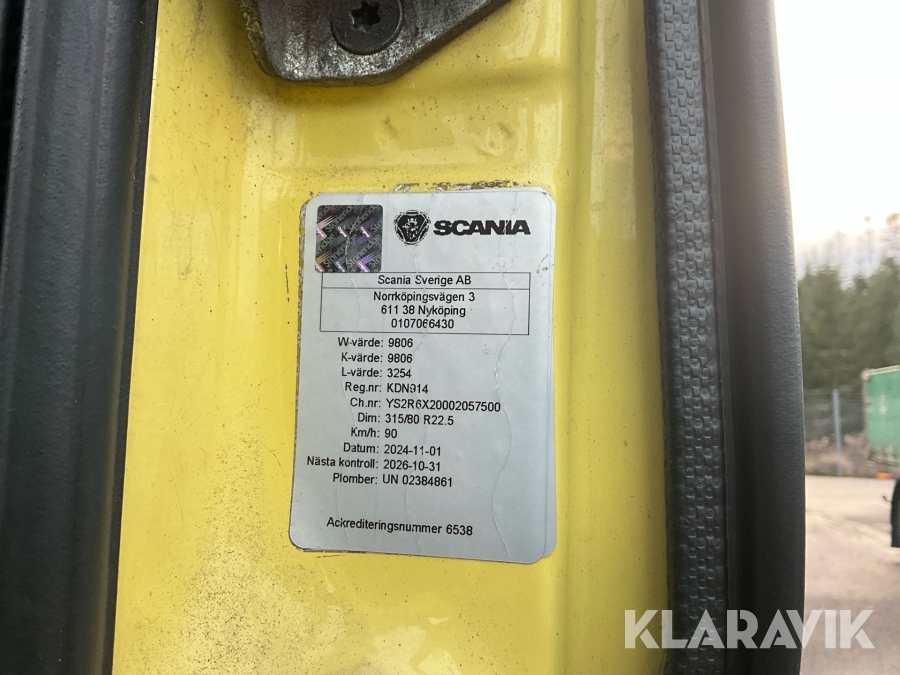 SCANIA
Scania Sverige AB
Norrköpingsvägen 3
611 38 Nyköping
0107066430
W-värde: 9806
K-värde: 9806
L-värde: 3254
Reg.nr: KDN914
Ch.nr: YS2R6X20002057500
Dim: 315/80 R22.5
Km/h: 90
Datum: 2024-11-01
Nästa kontroll: 2026-10-31
Plomber: UN 02384861
Ackrediteringsnummer 6538
KLARAVIK